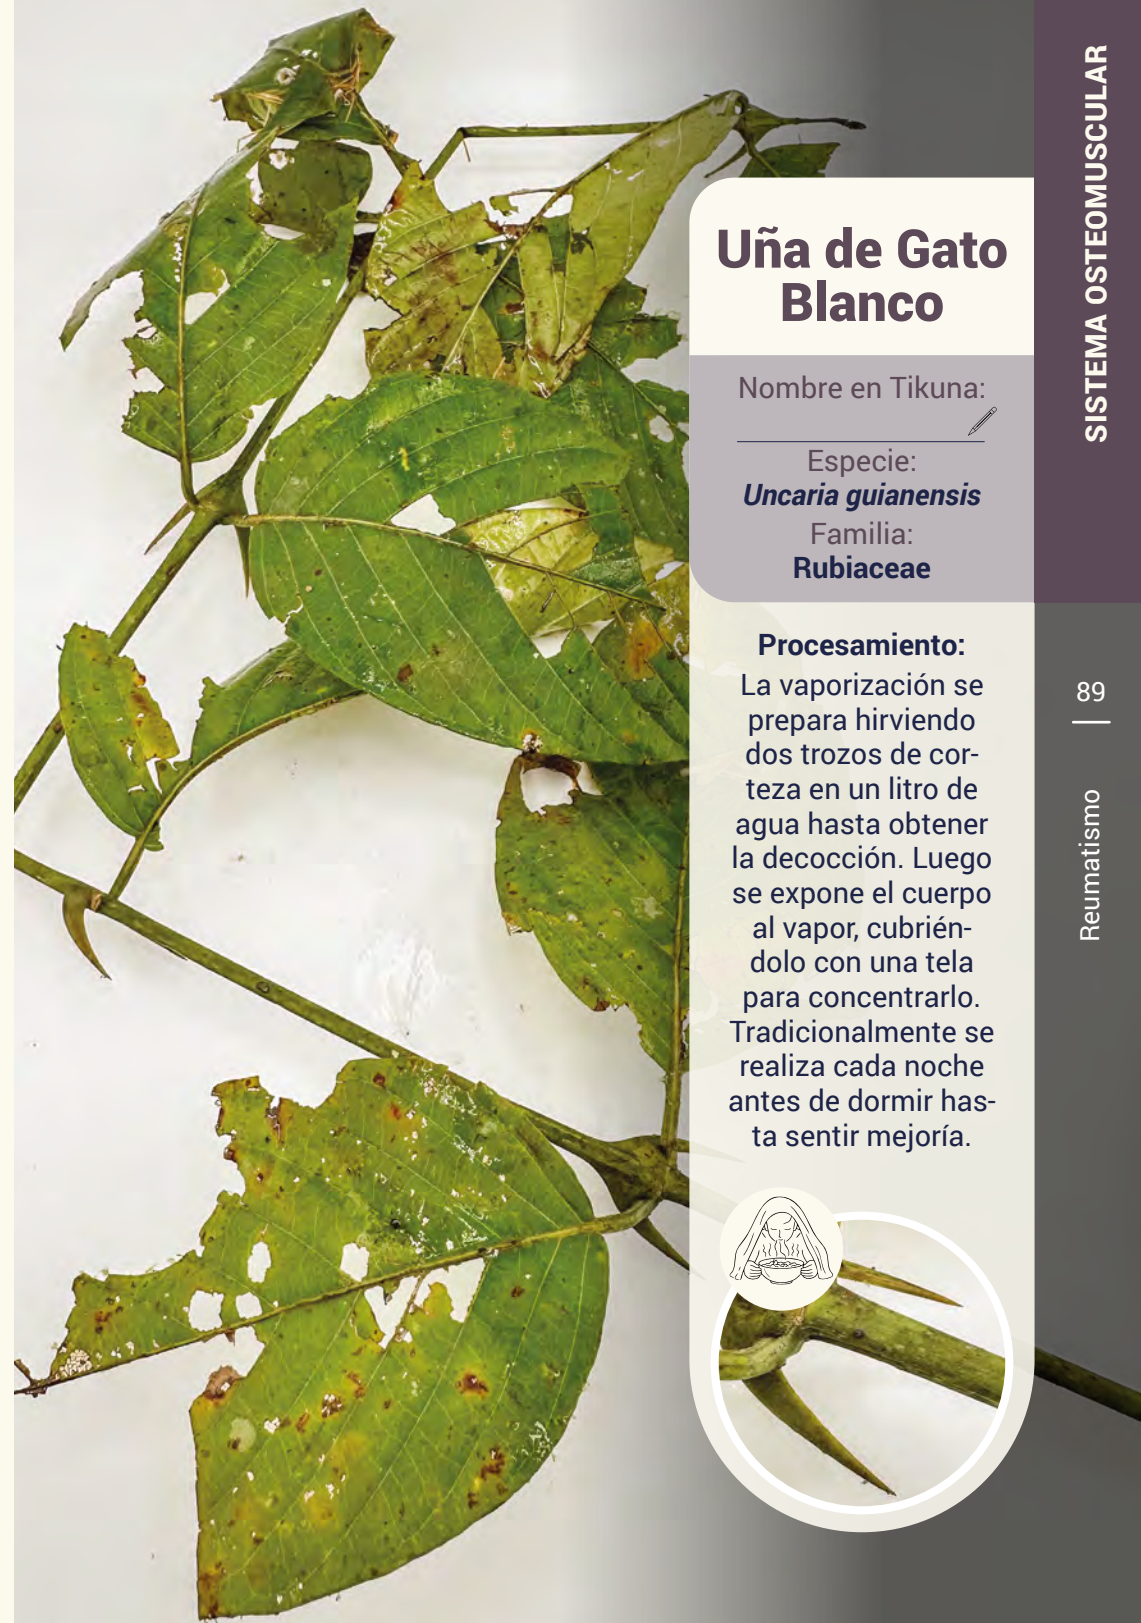 Uña de Gato
Blanco
Nombre en Tikuna:
Especie:
Uncaria guianensis
Familia:
Rubiaceae
Procesamiento:
La vaporización se
prepara hirviendo
dos trozos de cor-
teza en un litro de
agua hasta obtener
la decocción. Luego
se expone el cuerpo
al vapor, cubrién-
dolo con una tela
para concentrarlo.
Tradicionalmente se
realiza cada noche
antes de dormir has-
ta sentir mejoría.
SISTEMA OSTEOMUSCULAR
89
Reumatismo